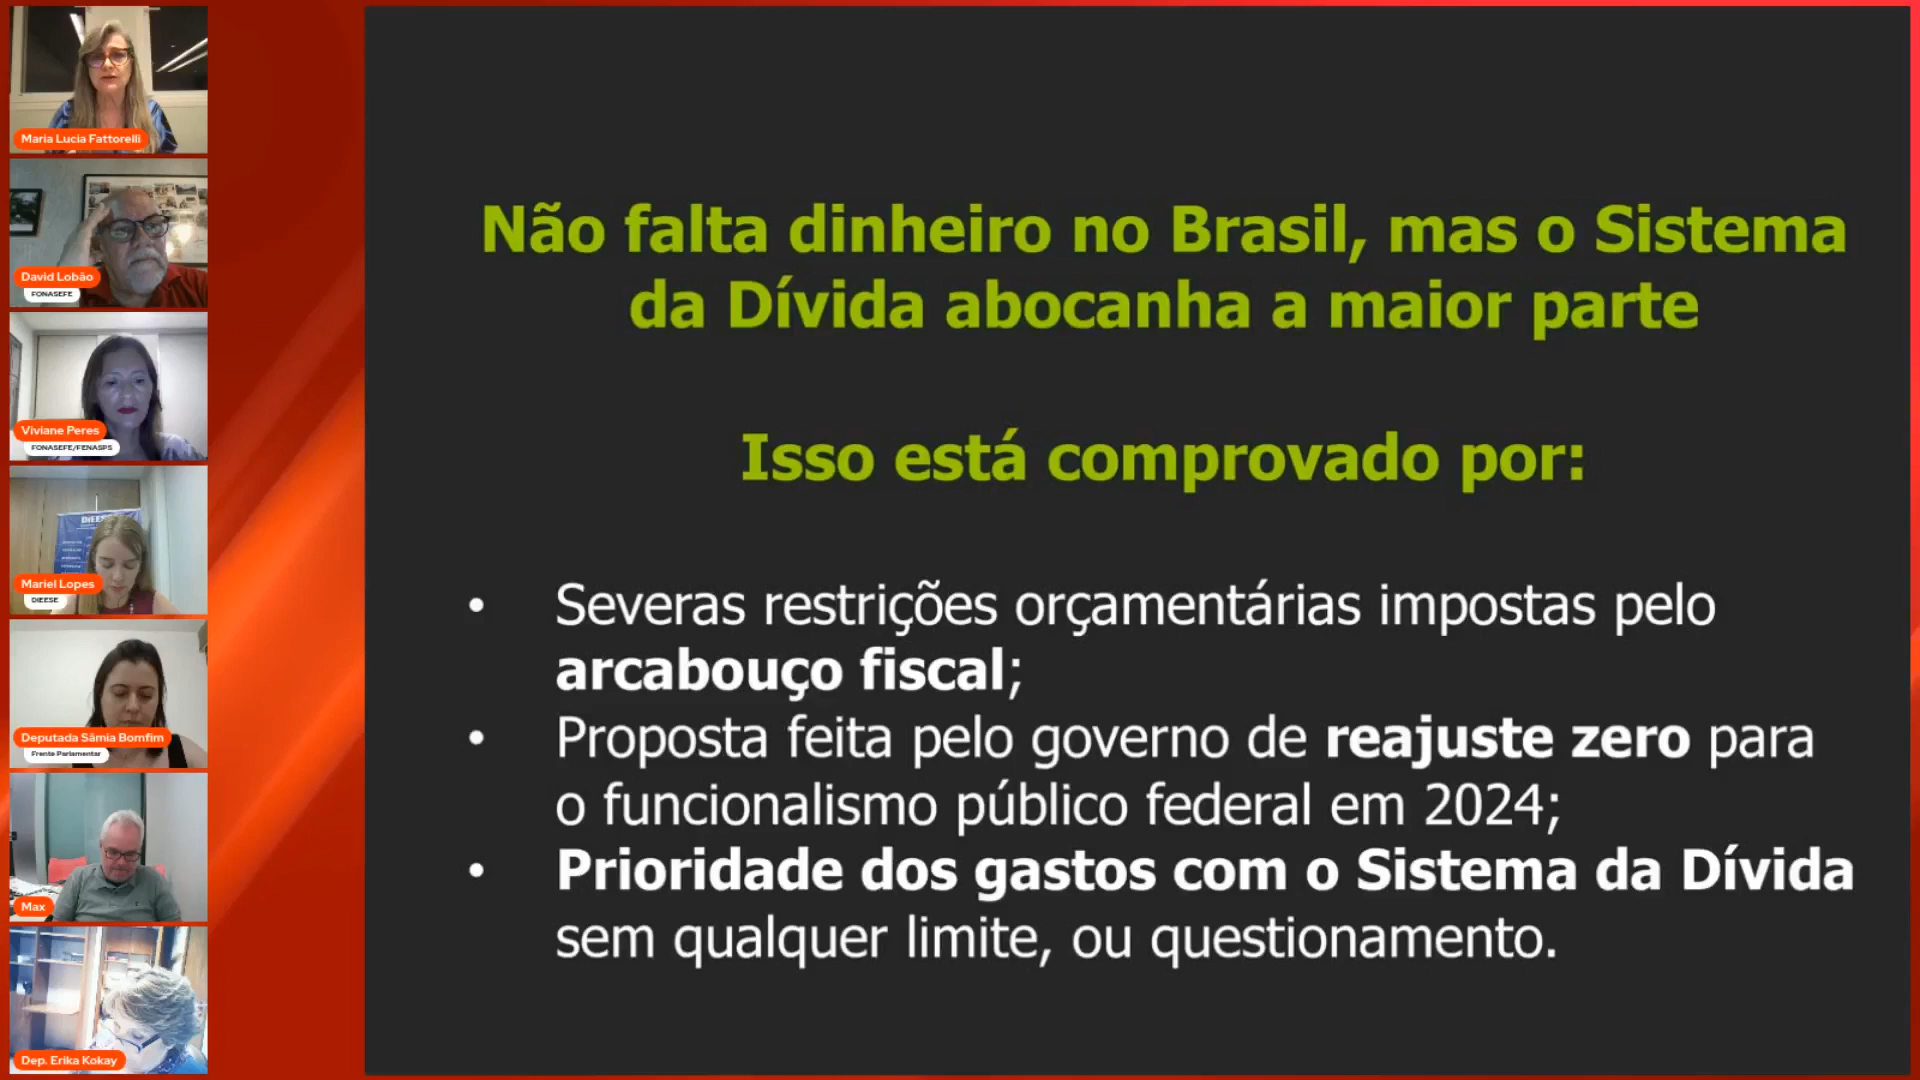 Maria Lucia Fattorelli
David Lobão
FONASEFE
Viviane Peres
FONASEFE/FENASPS
DIEESE
Mariel Lopes
DIEESE
Deputada Sâmia Bomfim
Frente Parlamentar
Max
Dep. Erika Kokay
Não falta dinheiro no Brasil, mas o Sistema
da Dívida abocanha a maior parte
Isso está comprovado por:
• Severas restrições orçamentárias impostas pelo
arcabouço fiscal;
• Proposta feita pelo governo de reajuste zero para
o funcionalismo público federal em 2024;
• Prioridade dos gastos com o Sistema da Dívida
sem qualquer limite, ou questionamento.